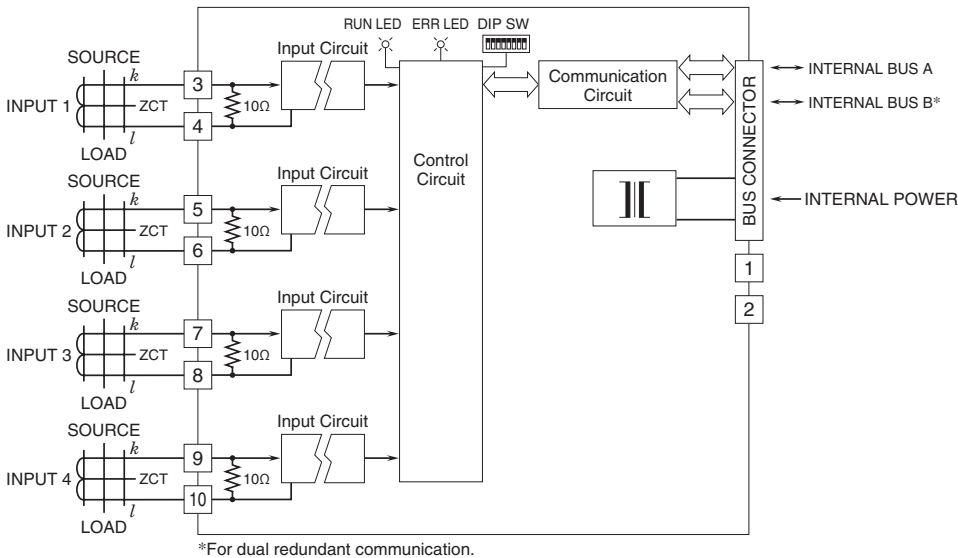 RUN LED ERR LED DIP SW
SOURCE
k
INPUT 1
ZCT
l
LOAD
3
4
10Ω
Input Circuit
SOURCE
k
INPUT 2
ZCT
l
LOAD
5
6
10Ω
Input Circuit
SOURCE
k
INPUT 3
ZCT
l
LOAD
7
8
10Ω
Input Circuit
SOURCE
k
INPUT 4
ZCT
l
LOAD
9
10
10Ω
Input Circuit
Control
Circuit
Communication
Circuit
BUS CONNECTOR
INTERNAL BUS A
INTERNAL BUS B*
INTERNAL POWER
1
2
*For dual redundant communication.